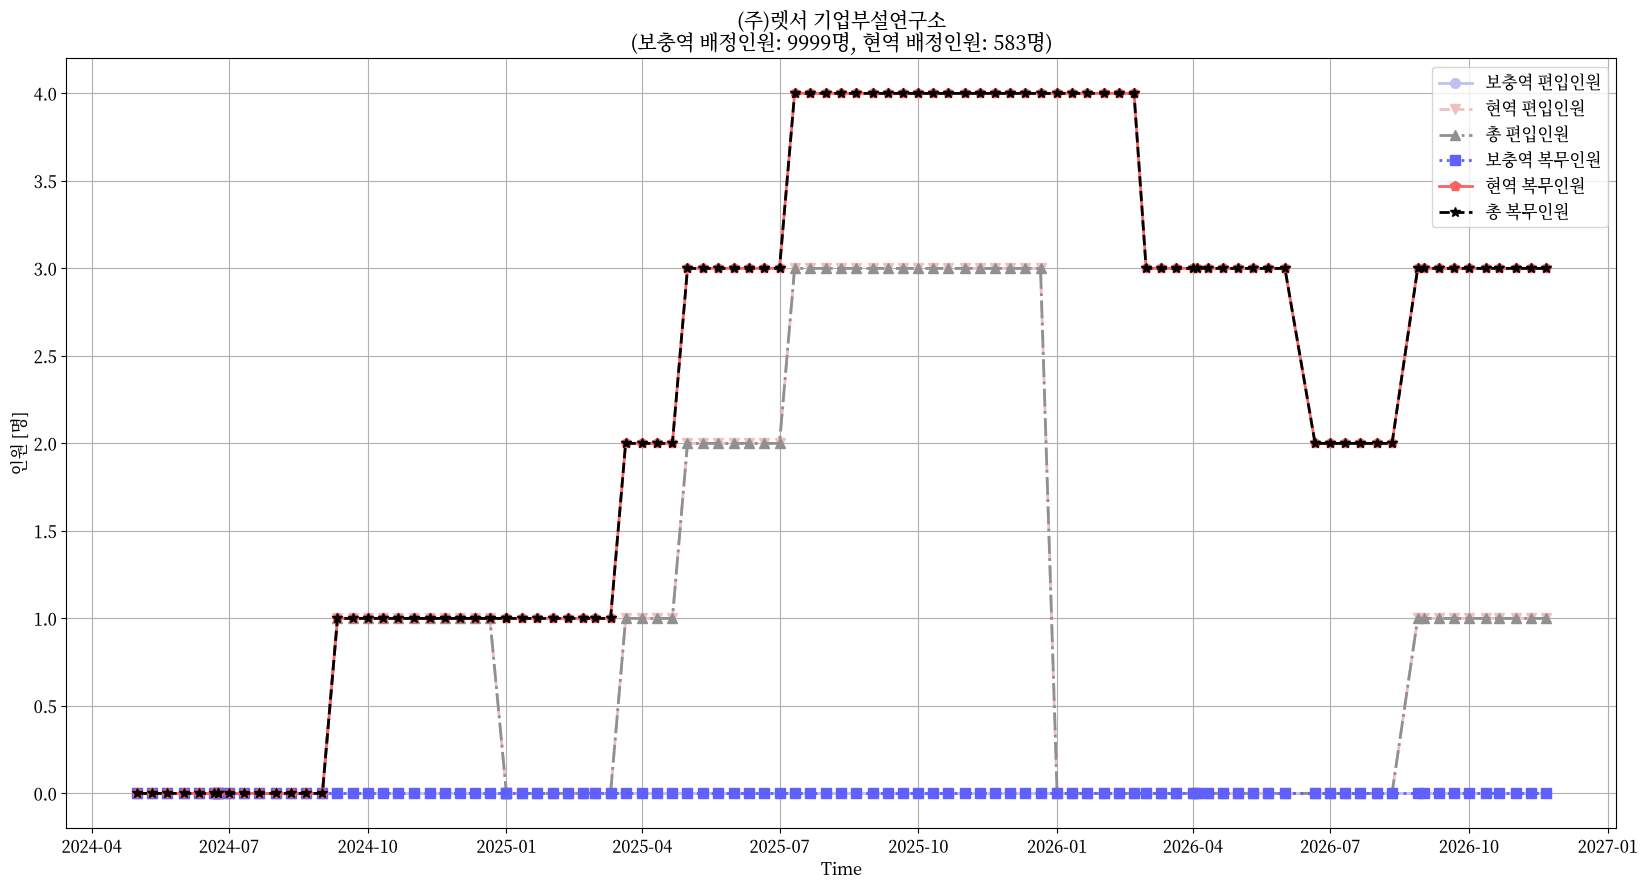 (주)렛서 기업부설연구소
(보충역 배정인원: 9999명, 현역 배정인원: 583명)
보충역 편입인원
현역 편입인원
총 편입인원
보충역 복무인원
현역 복무인원
총 복무인원
인원 [명]
4.0
3.5
3.0
2.5
2.0
1.5
1.0
0.5
0.0
2024-04 2024-07 2024-10 2025-01 2025-04 2025-07 2025-10 2026-01 2026-04 2026-07 2026-10 2027-01
Time